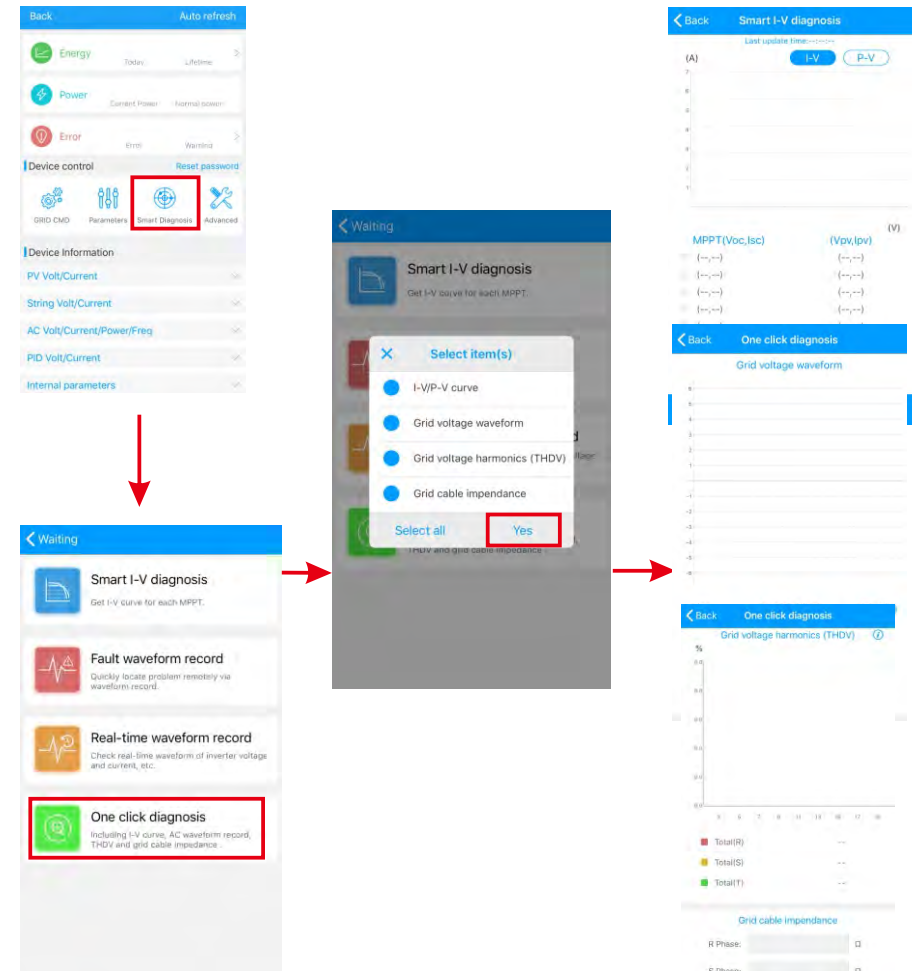 Back Auto refresh
Energy
Today Lifetime
Power
Current Power Normal power
Error
Error Warning
Device control Reset password
GRID CMD Parameters Smart Diagnosis Advanced
Device Information
PV Volt/Current
String Volt/Current
AC Volt/Current/Power/Freq
PID Volt/Current
Internal parameters
Waiting
Smart I-V diagnosis
Get I-V curve for each MPPT.
Fault waveform record
Quickly locate problem remotely via
waveform record.
Real-time waveform record
Check real-time waveform of inverter voltage
and current, etc.
One click diagnosis
Including I-V curve, AC waveform record,
THDV and grid cable impedance .
Waiting
Smart I-V diagnosis
Get I-V curve for each MPPT.
Select item(s)
I-V/P-V curve
Grid voltage waveform
Grid voltage harmonics (THDV)
Grid cable impendance
Select all Yes
THDV and grid cable impedance .
Back Smart I-V diagnosis
Last update time:--:--:--
(A) I-V P-V
(V)
MPPT(Voc,Isc) (Vpv,Ipv)
(--,--) (--,--)
(--,--) (--,--)
(--,--) (--,--)
(--,--) (--,--)
Back One click diagnosis
Grid voltage waveform
Back One click diagnosis
Grid voltage harmonics (THDV)
%
Total(R) --
Total(S) --
Total(T) --
Grid cable impendance
R Phase: Ω
S Phase: Ω